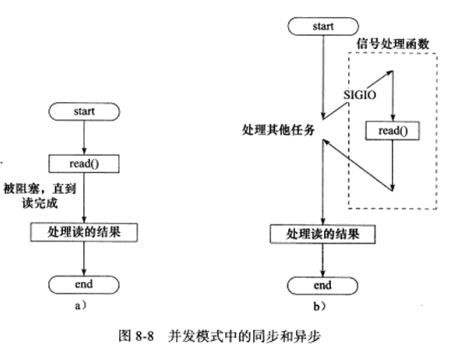 start
read()
被阻塞，直到
读完成
处理读的结果
end
a）
start
信号处理函数
SIGIO
处理其他任务
read()
处理读的结果
end
b）
图 8-8 并发模式中的同步和异步